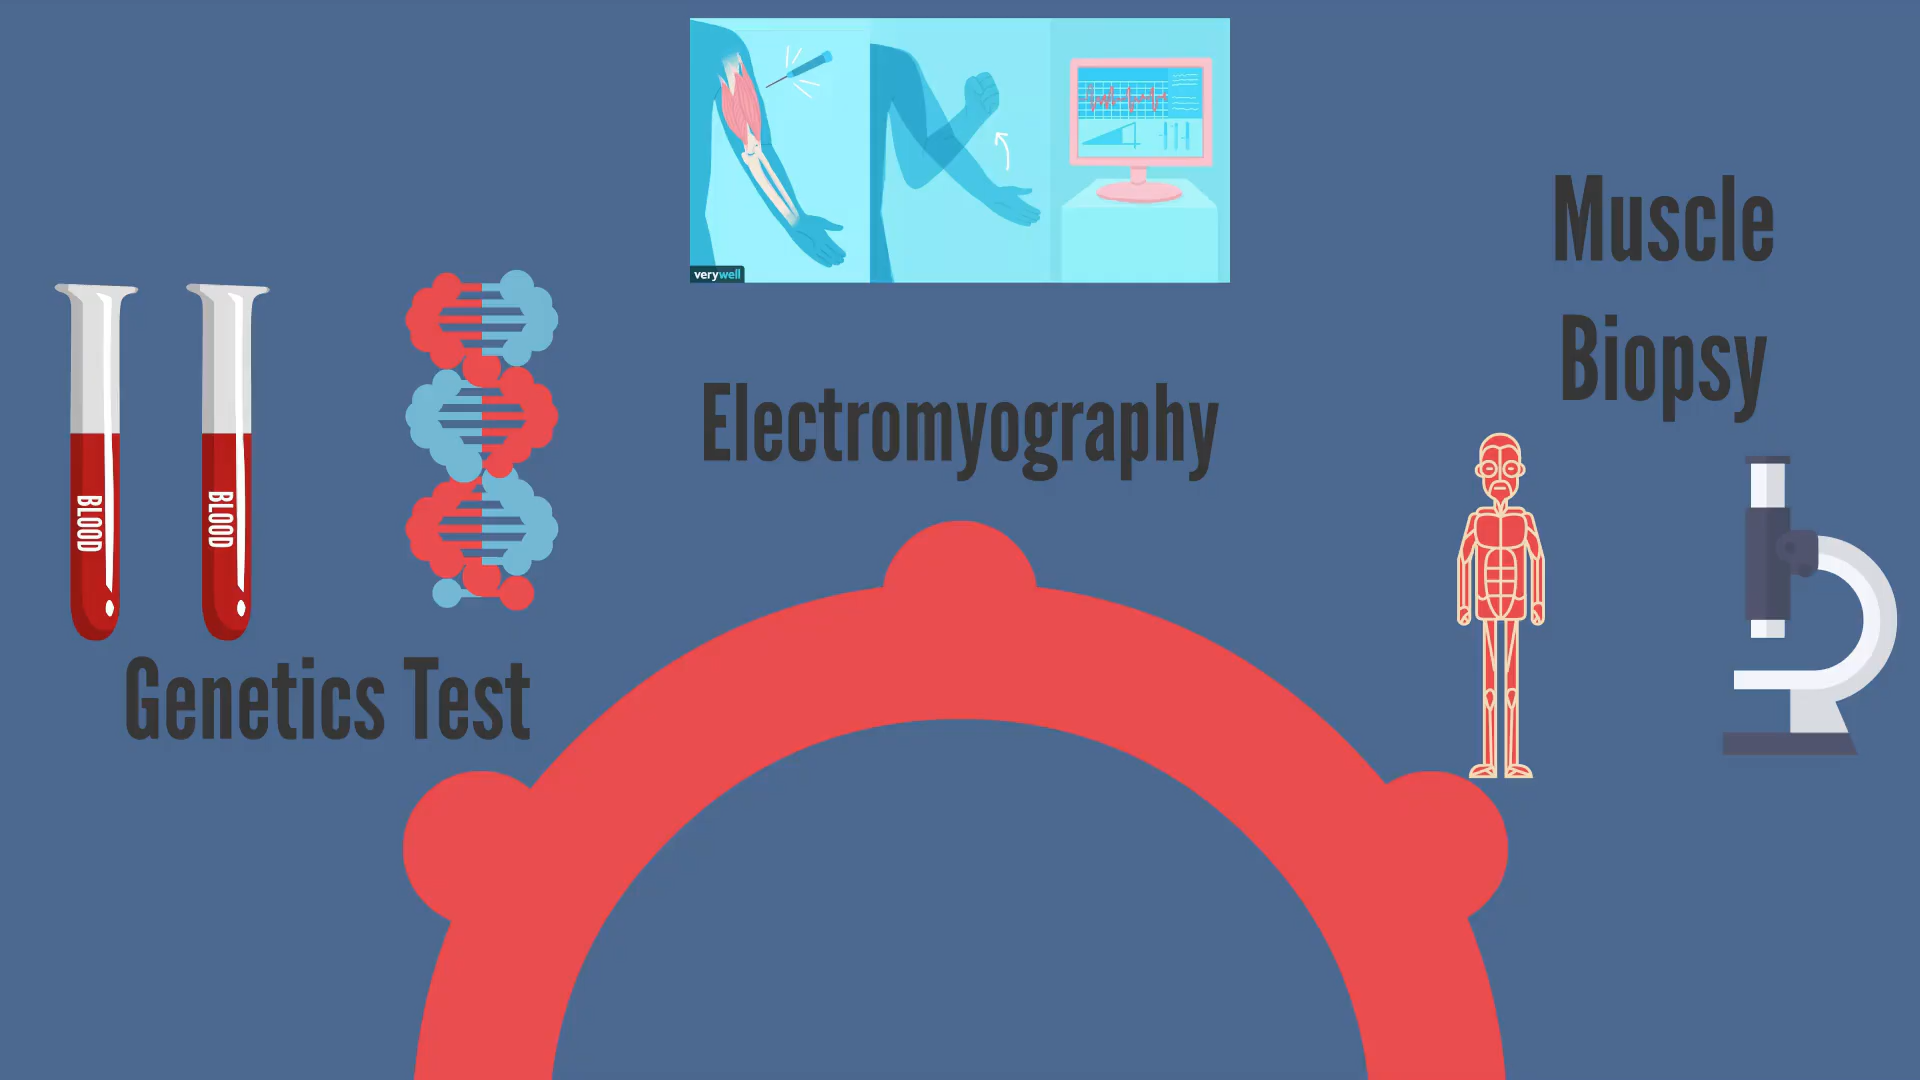 verywell
Muscle
Biopsy
Electromyography
BLOOD
BLOOD
Genetics Test